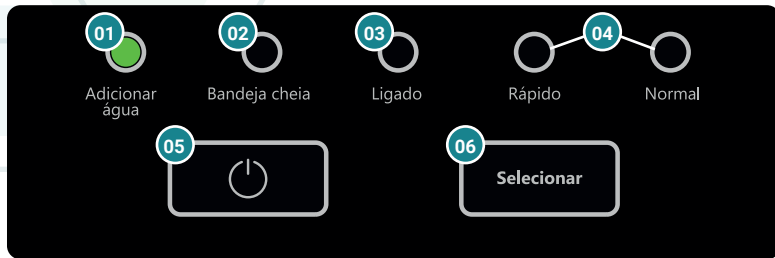 01
02
03
04
Adicionar
água
Bandeja cheia
Ligado
Rápido
Normal
05
06
Selecionar